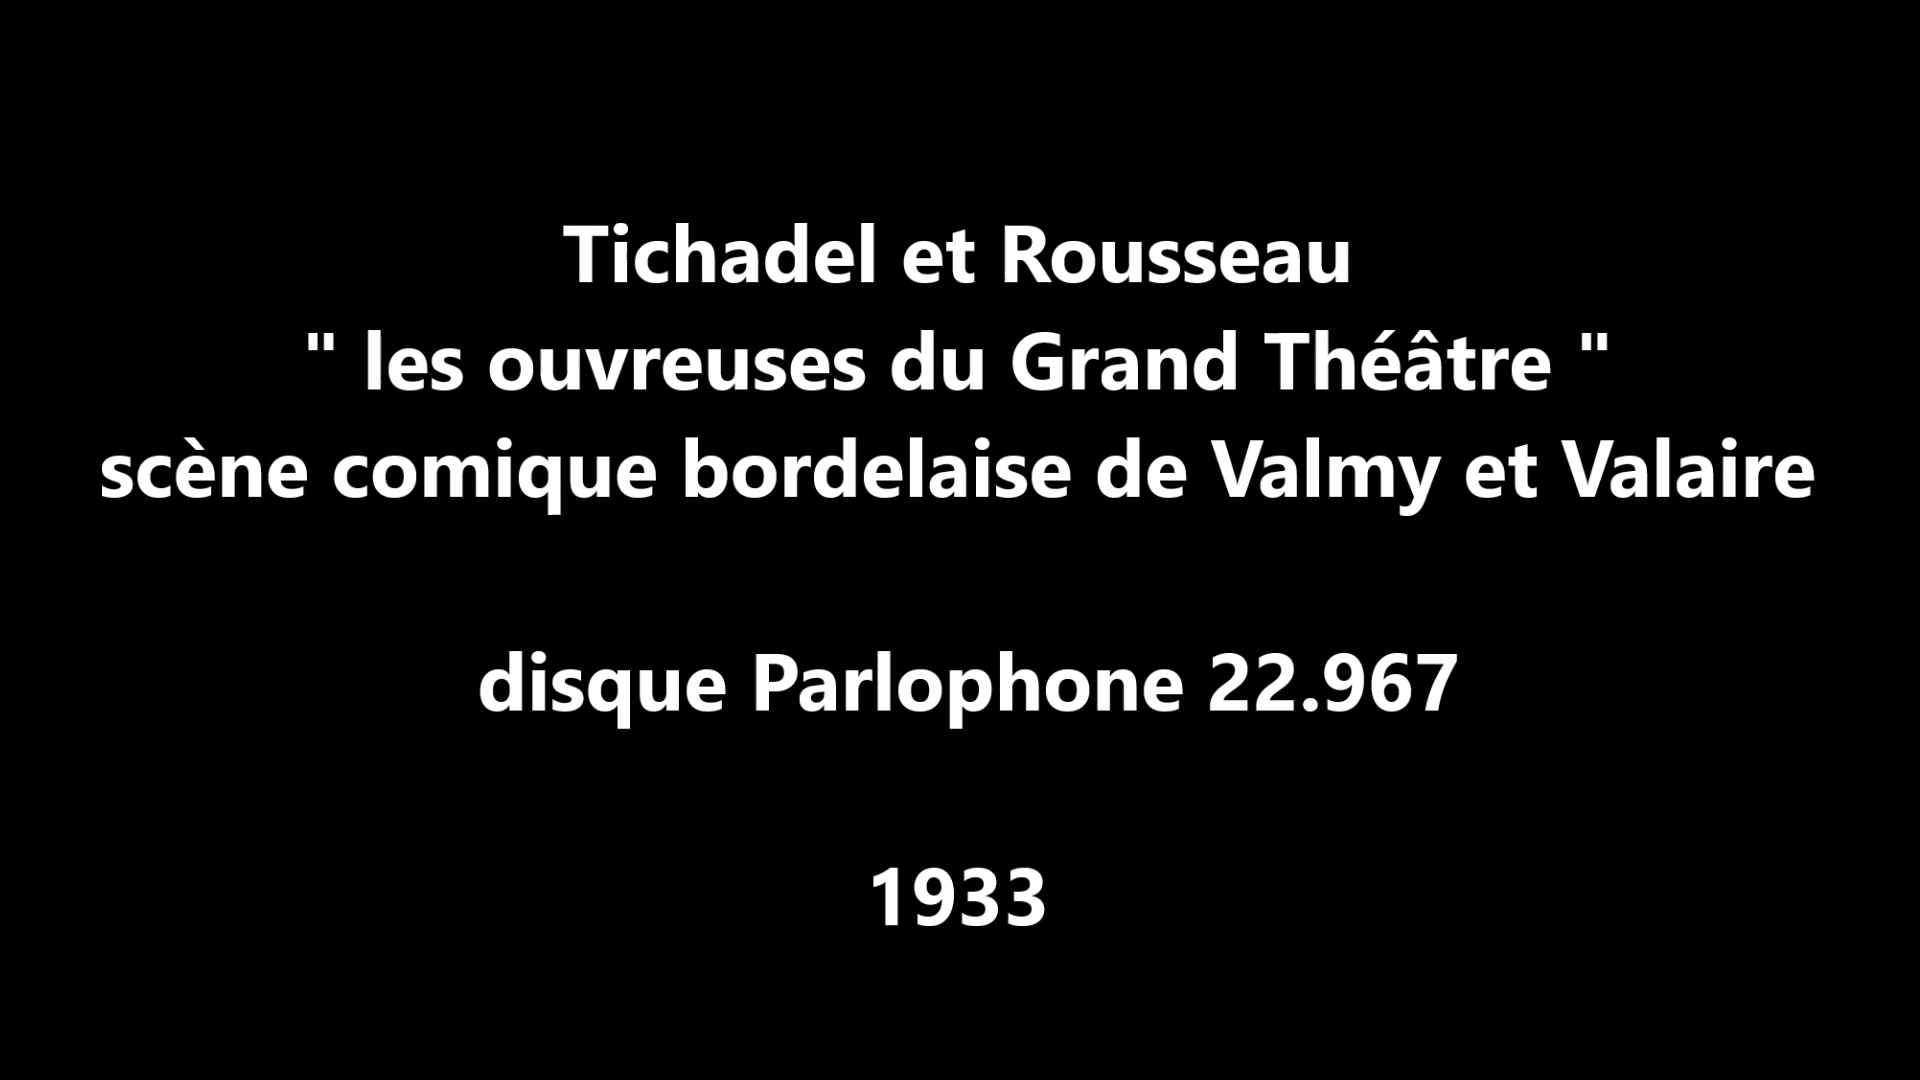 Tichadel et Rousseau
" les ouvreuses du Grand Théâtre "
scène comique bordelaise de Valmy et Valaire
disque Parlophone 22.967
1933